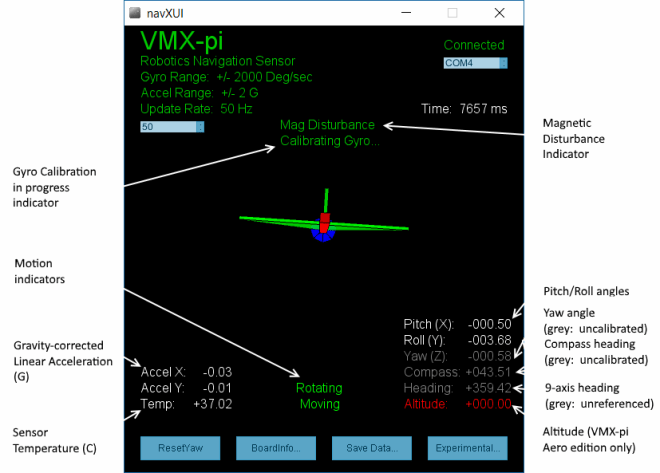 navXUI
VMX-pi
Robotics Navigation Sensor
Gyro Range: +/- 2000 Deg/sec
Accel Range: +/- 2 G
Update Rate: 50 Hz
50
Connected
COM4
Time: 7657 ms
Mag Disturbance
Calibrating Gyro...
Magnetic
Disturbance
Indicator
Gyro Calibration
in progress
indicator
Motion
indicators
Gravity-corrected
Linear Acceleration
(G)
Sensor
Temperature (C)
Accel X: -0.03
Accel Y: -0.01
Temp: +37.02
Rotating
Moving
Pitch (X): -000.50
Roll (Y): -003.68
Yaw (Z): -000.58
Compass: +043.51
Heading: +359.42
Altitude: +000.00
Pitch/Roll angles
Yaw angle
(grey: uncalibrated)
Compass heading
(grey: uncalibrated)
9-axis heading
(grey: unreferenced)
Altitude (VMX-pi
Aero edition only)
ResetYaw
BoardInfo...
Save Data...
Experimental...